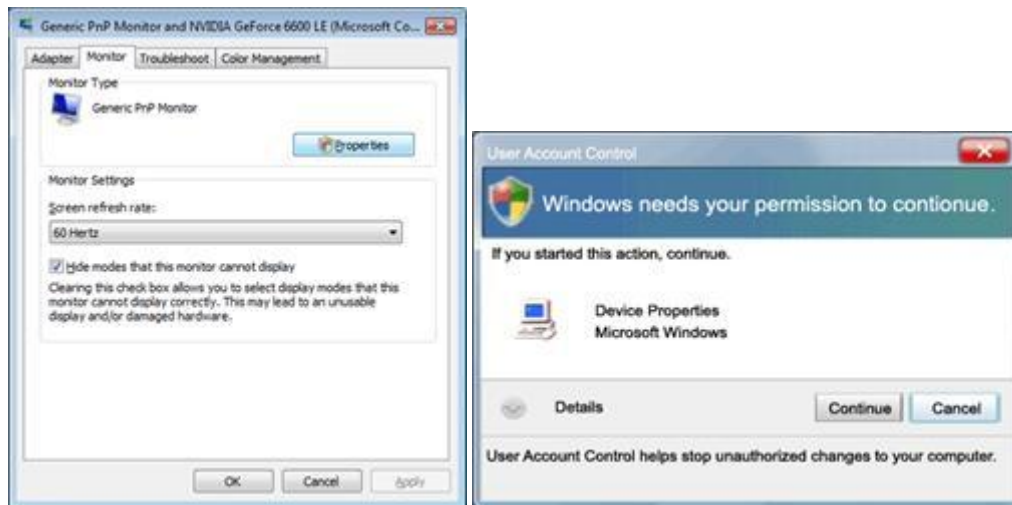 Generic PnP Monitor and NVIDIA GeForce 6600 LE (Microsoft Co...
Adapter Monitor Troubleshoot Color Management
Monitor Type
Generic PnP Monitor
Properties
Monitor Settings
Screen refresh rate:
60 Hertz
Hide modes that this monitor cannot display
Clearing this check box allows you to select display modes that this
monitor cannot display correctly. This may lead to an unusable
display and/or damaged hardware.
OK Cancel Apply
User Account Control
Windows needs your permission to contionue.
If you started this action, continue.
Device Properties
Microsoft Windows
Details Continue Cancel
User Account Control helps stop unauthorized changes to your computer.